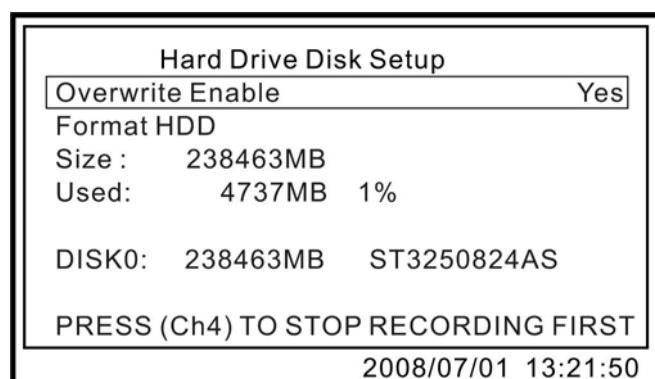 Hard Drive Disk Setup
Overwrite Enable Yes
Format HDD
Size : 238463MB
Used: 4737MB 1%
DISK0: 238463MB ST3250824AS
PRESS (Ch4) TO STOP RECORDING FIRST
2008/07/01 13:21:50